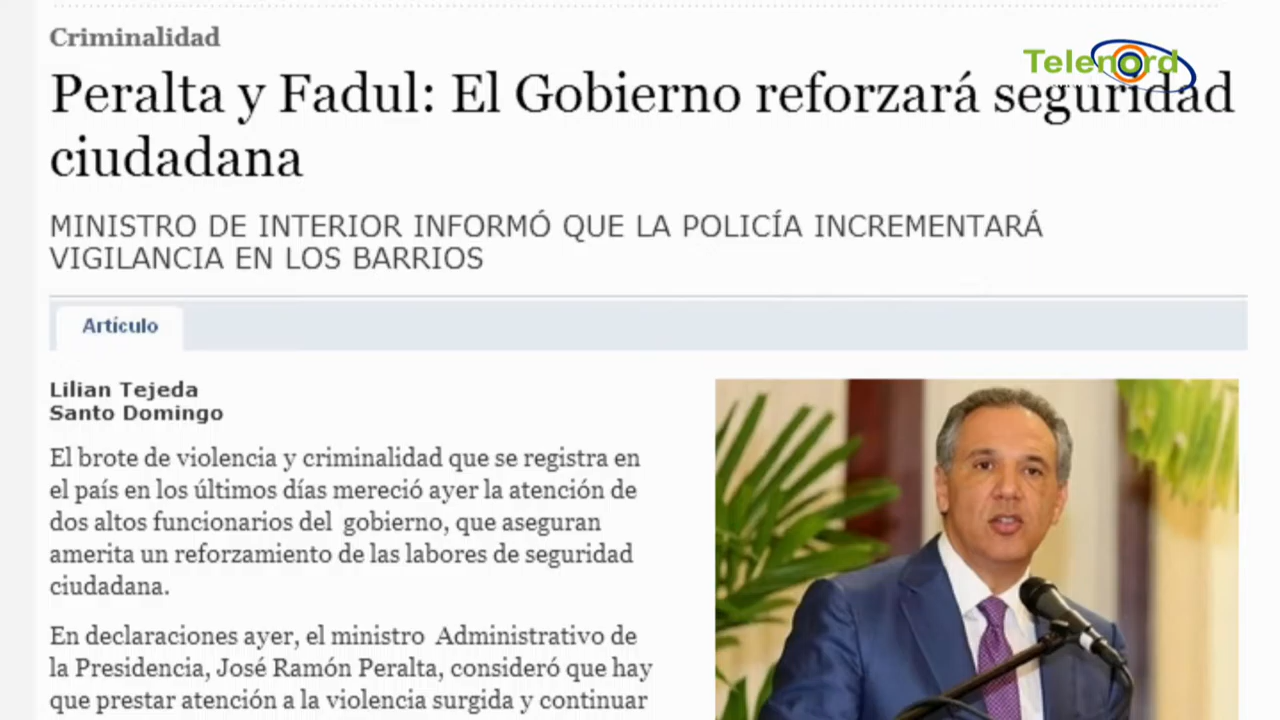 Criminalidad
Telenord
Peralta y Fadul: El Gobierno reforzará seguridad
ciudadana
MINISTRO DE INTERIOR INFORMÓ QUE LA POLICÍA INCREMENTARÁ
VIGILANCIA EN LOS BARRIOS
Artículo
Lilian Tejeda
Santo Domingo
El brote de violencia y criminalidad que se registra en
el país en los últimos días mereció ayer la atención de
dos altos funcionarios del gobierno, que aseguran
amerita un reforzamiento de las labores de seguridad
ciudadana.
En declaraciones ayer, el ministro Administrativo de
la Presidencia, José Ramón Peralta, consideró que hay
que prestar atención a la violencia surgida y continuar